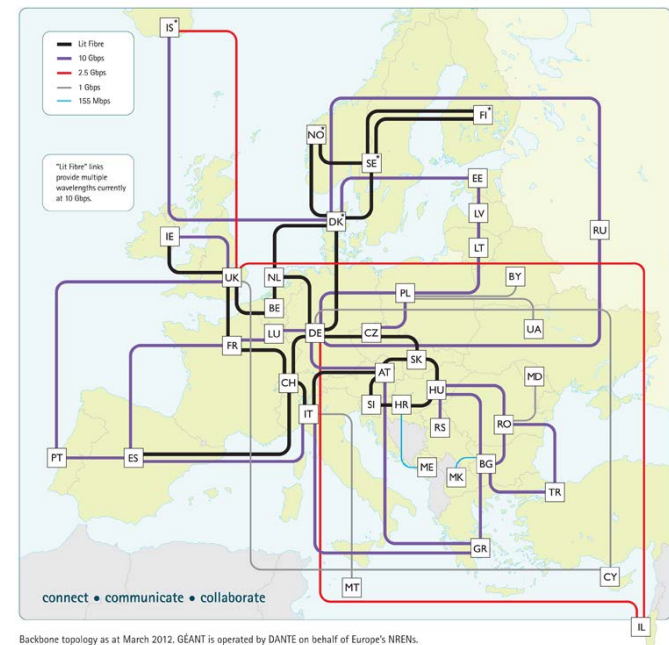 IS*
Lit Fibre
10 Gbps
2.5 Gbps
1 Gbps
155 Mbps
FI*
NO*
SE*
"Lit Fibre" links
provide multiple
wavelengths currently
at 10 Gbps.
EE
LV
DK*
RU
IE
LT
UK
NL
BY
PL
BE
UA
LU
DE
CZ
FR
SK
AT
MD
CH
HU
SI
HR
IT
RO
RS
PT
ES
BG
ME
MK
TR
GR
CY
MT
connect • communicate • collaborate
IL
Backbone topology as at March 2012. GÉANT is operated by DANTE on behalf of Europe's NRENs.